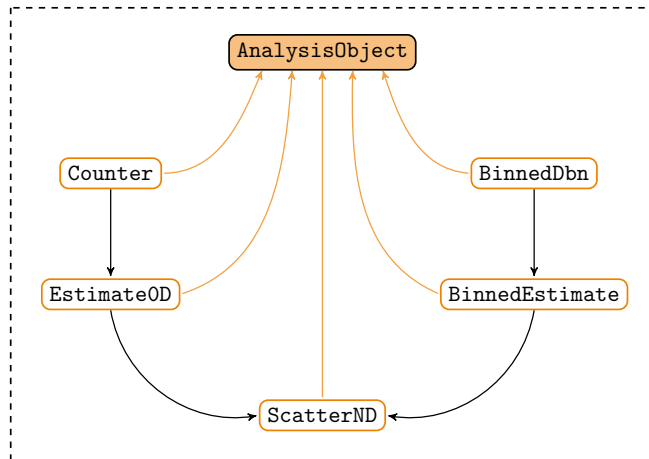 AnalysisObject
Counter
BinnedDbn
Estimate0D
BinnedEstimate
ScatterND